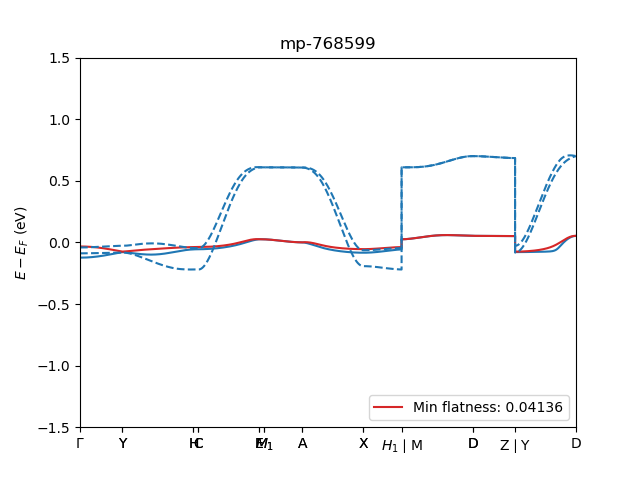 mp-768599
1.5
1.0
0.5
0.0
−0.5
−1.0
−1.5
E − E_F (eV)
Min flatness: 0.04136
Γ Y H C E M_1 A X H_1 | M D Z | Y D